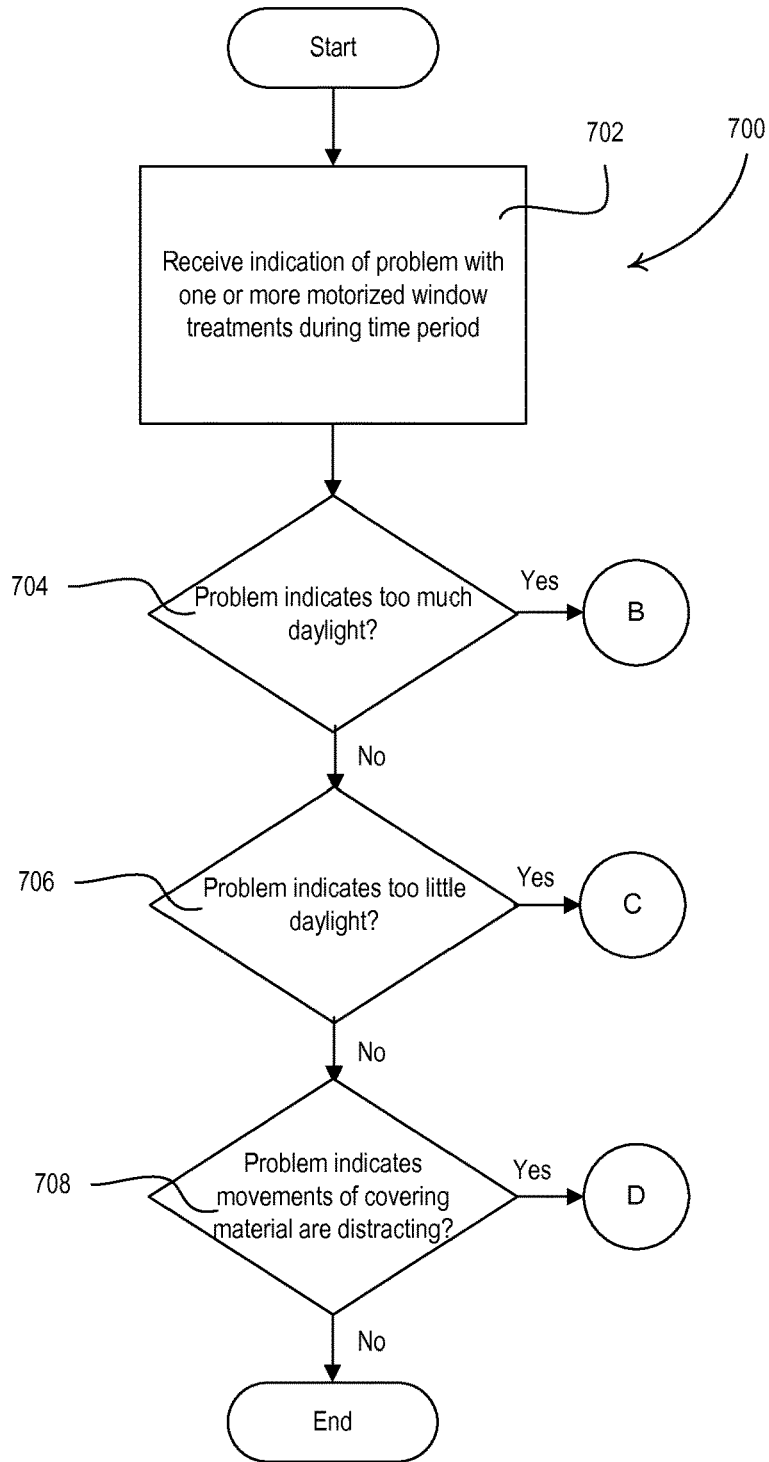 Start
702
700
Receive indication of problem with
one or more motorized window
treatments during time period
704
Problem indicates too much
daylight?
Yes
B
No
706
Problem indicates too little
daylight?
Yes
C
No
708
Problem indicates
movements of covering
material are distracting?
Yes
D
No
End